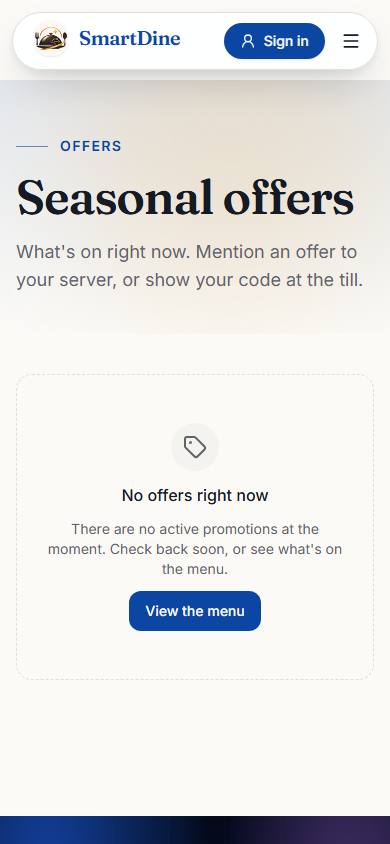 SmartDine
Sign in
OFFERS
Seasonal offers
What's on right now. Mention an offer to
your server, or show your code at the till.
No offers right now
There are no active promotions at the
moment. Check back soon, or see what's on
the menu.
View the menu